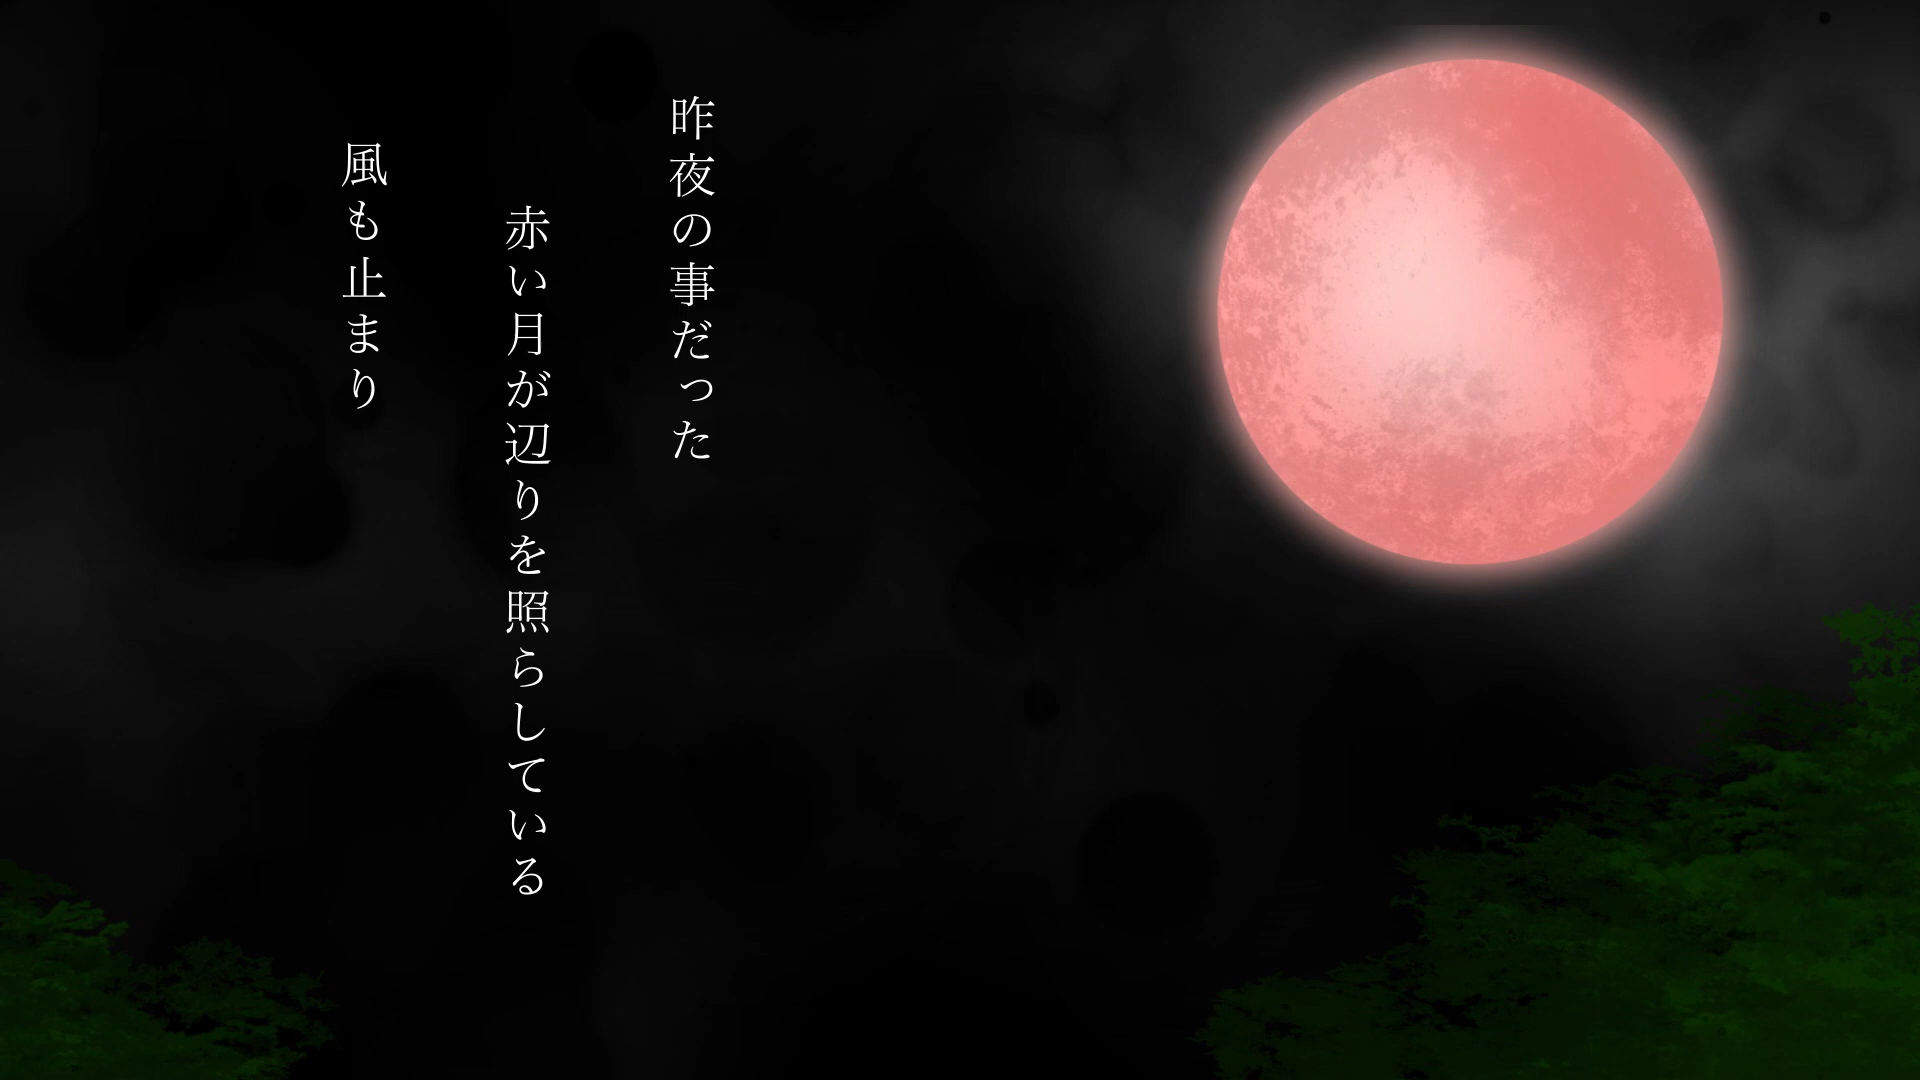 昨夜の事だった
赤い月が辺りを照らしている
風も止まり